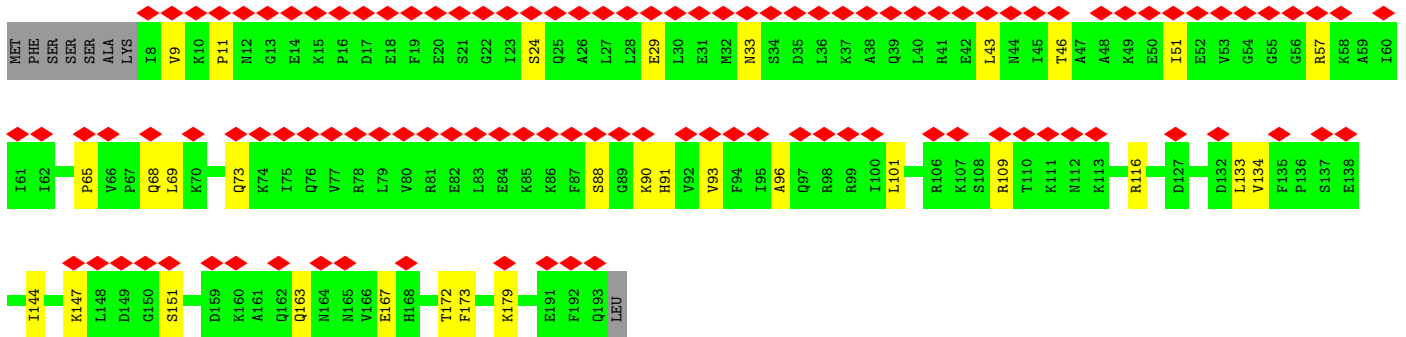 MET PHE SER SER SER ALA LYS I8 V9 K10 P11 N12 G13 E14 K15 P16 D17 E18 F19 E20 S21 G22 I23 S24 Q25 A26 L27 L28 E29 L30 E31 M32 N33 S34 D35 L36 K37 A38 Q39 L40 R41 E42 L43 N44 I45 T46 A47 A48 K49 E50 I51 E52 V53 G54 G55 G56 R57 K58 A59 I60
I61 I62 P65 V66 P67 Q68 L69 K70 Q73 K74 I75 Q76 V77 R78 L79 V80 R81 E82 L83 E84 K85 K86 F87 S88 G89 K90 H91 V92 V93 F94 I95 A96 Q97 R98 R99 I100 L101 R106 K107 S108 R109 T110 K111 N112 K113 R116 D127 D132 L133 V134 F135 P136 S137 E138
I144 K147 L148 D149 G150 S151 D159 K160 A161 Q162 Q163 N164 N165 V166 E167 H168 T172 F173 K179 E191 F192 Q193 LEU